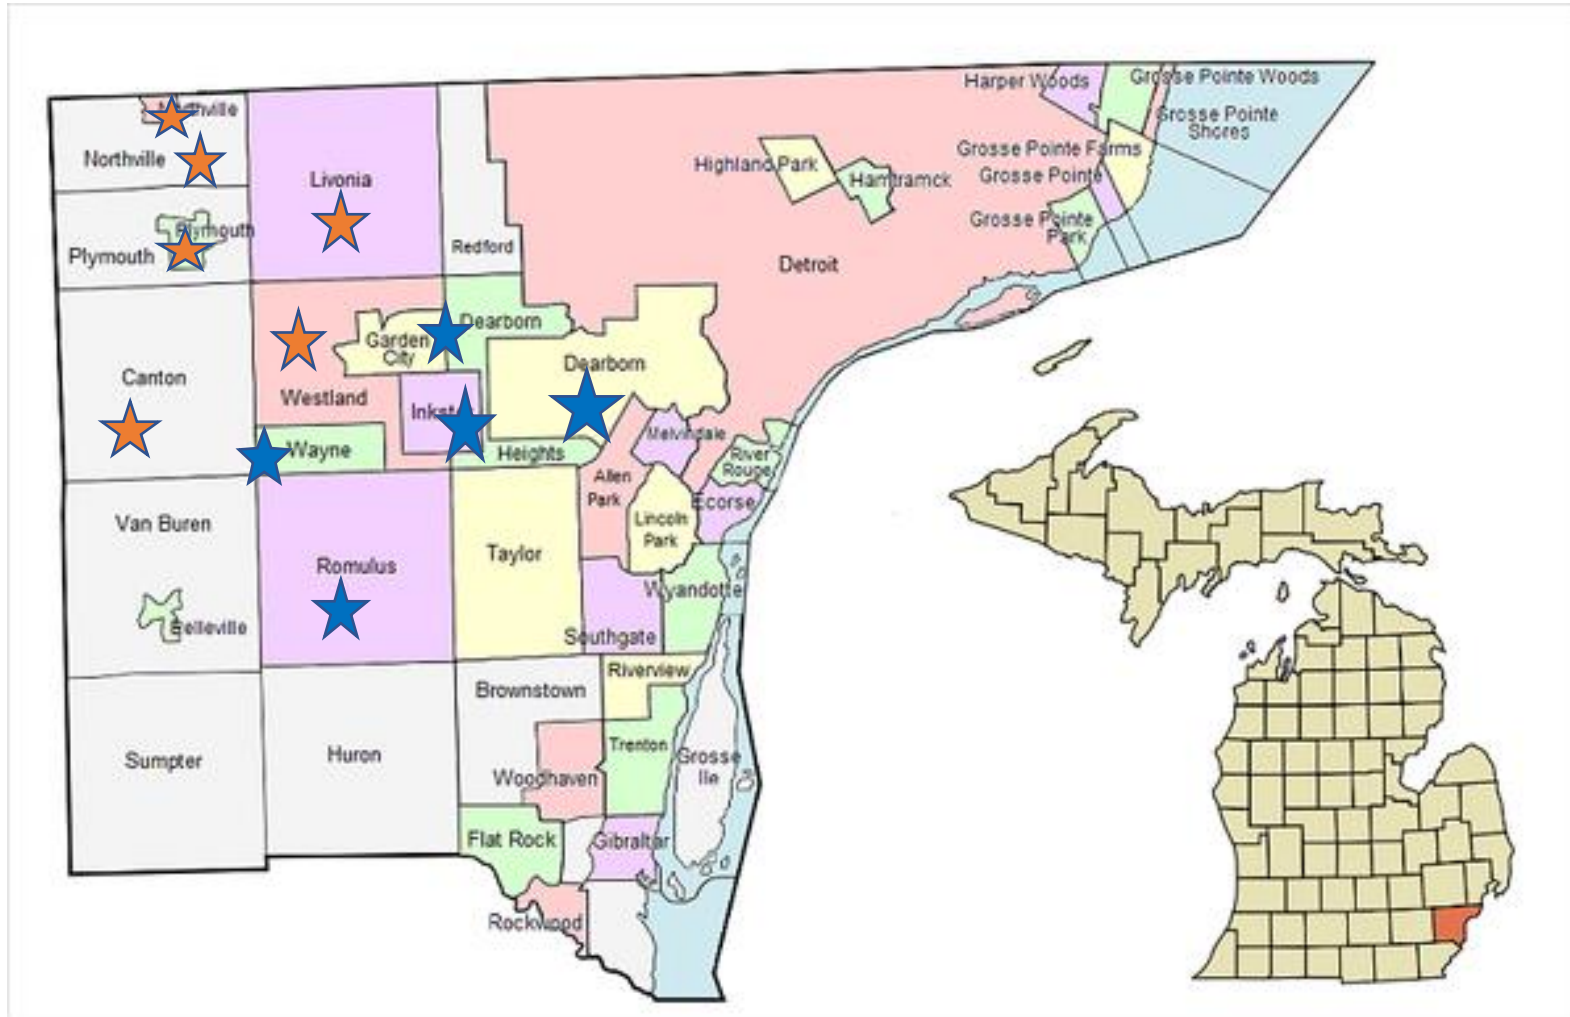 Harper Woods
Grosse Pointe Woods
Northville
Grosse Pointe
Shores
Northville
Grosse Pointe Farms
Highland Park
Grosse Pointe
Livonia
Hamtramck
Plymouth
Grosse Pointe
Park
Redford
Plymouth
Detroit
Dearborn
Garden
City
Dearborn
Canton
Westland
Inkster
Melvindale
Wayne
Heights
River
Rouge
Allen
Park
Ecorse
Van Buren
Lincoln
Park
Taylor
Romulus
Wyandotte
Belleville
Southgate
Riverview
Brownstown
Trenton
Sumpter
Huron
Grosse
Ile
Woodhaven
Flat Rock
Gibraltar
Rockwood